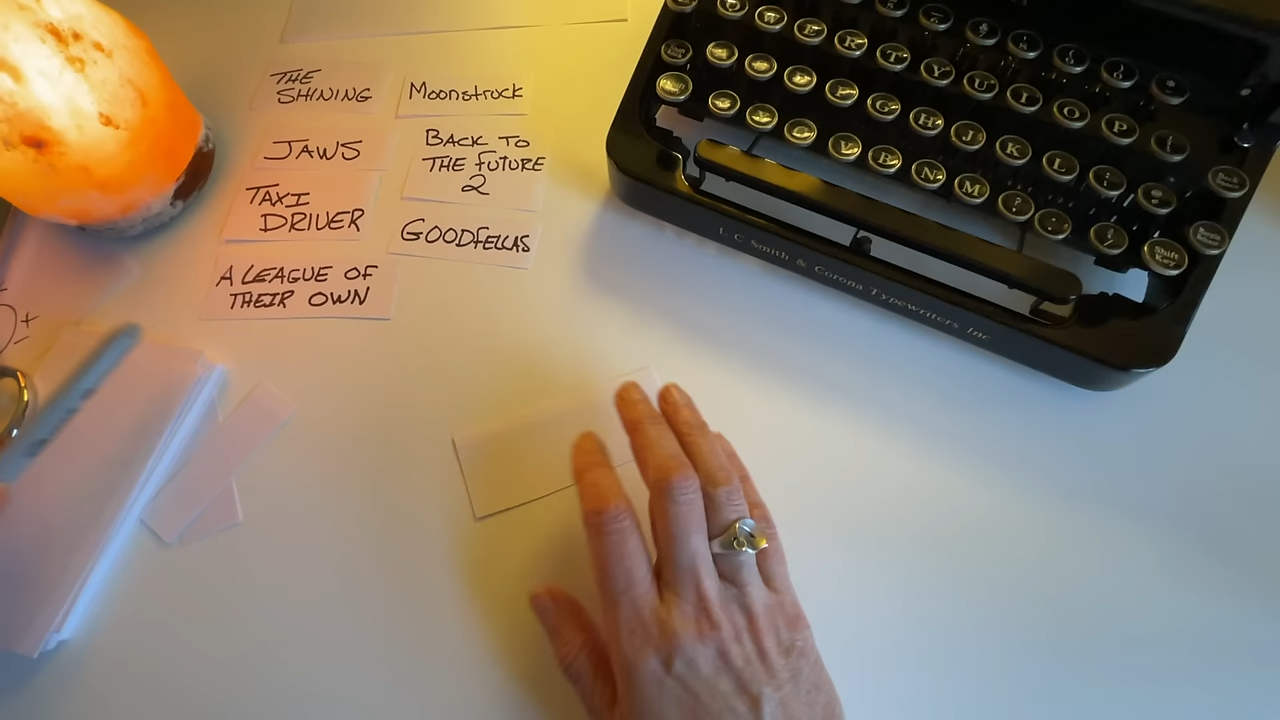 THE
SHINING
JAWS
TAXI
DRIVER
A LEAGUE OF
THEIR OWN
Moonstruck
BACK TO
THE FUTURE
2
GOODFELLAS
W E R T Y U I O P
F G H J K L
V B N M
Shift
Key
L C Smith & Corona Typewriters Inc